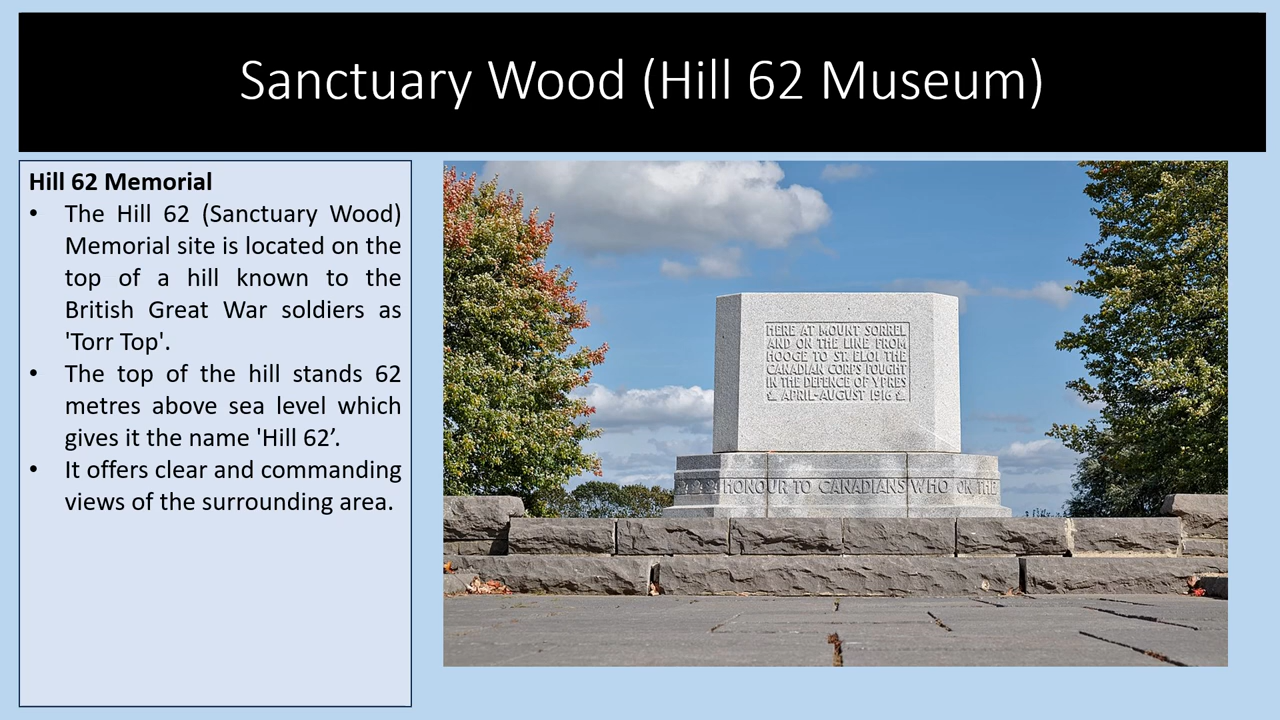 Sanctuary Wood (Hill 62 Museum)
Hill 62 Memorial
• The Hill 62 (Sanctuary Wood)
Memorial site is located on the
top of a hill known to the
British Great War soldiers as
'Torr Top'.
• The top of the hill stands 62
metres above sea level which
gives it the name 'Hill 62’.
• It offers clear and commanding
views of the surrounding area.
HERE AT MOUNT SORREL
AND ON THE LINE FROM
HOOGE TO ST. ELOI THE
CANADIAN CORPS FOUGHT
IN THE DEFENCE OF YPRES
APRIL-AUGUST 1916
HONOUR TO CANADIANS WHO ON THE